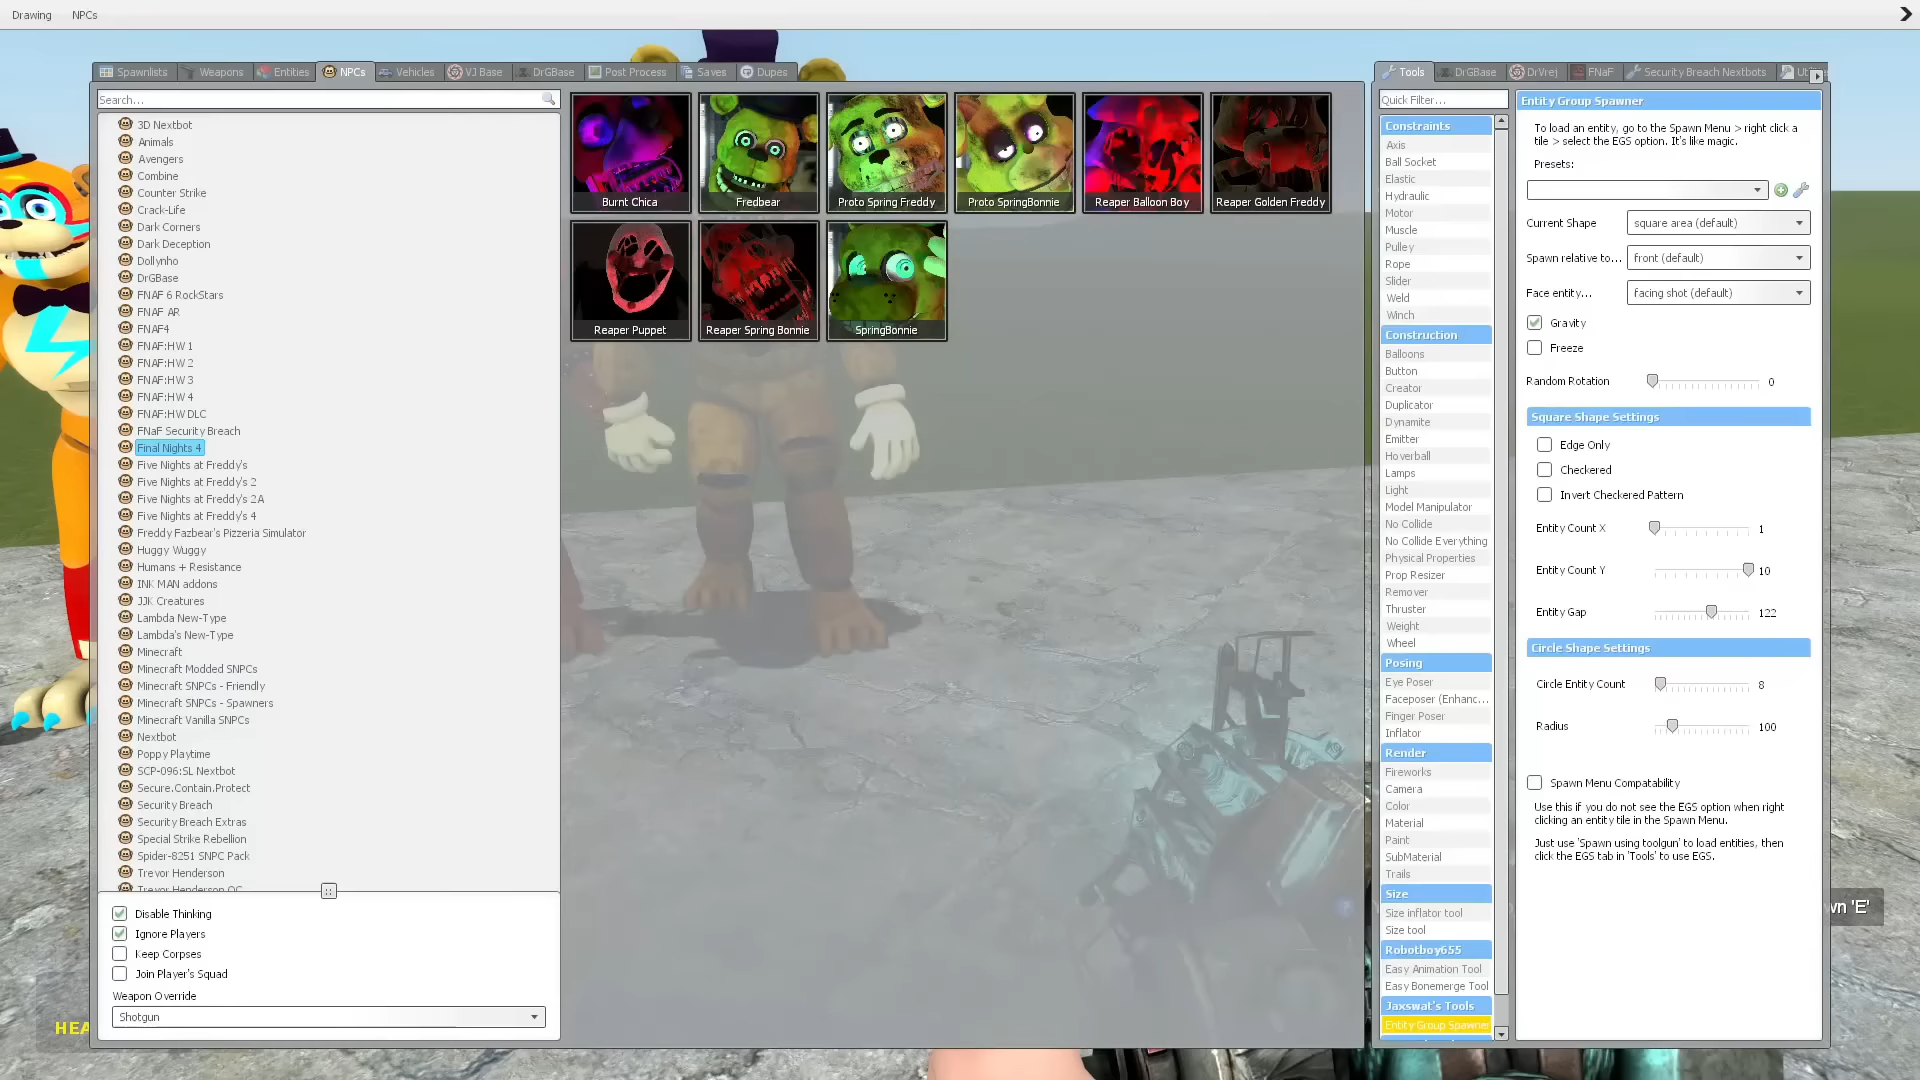 Drawing NPCs
Spawnlists Weapons Entities NPCs Vehicles VJ Base DrGBase Post Process Saves Dupes
Search...
3D Nextbot
Animals
Avengers
Combine
Counter Strike
Crack-Life
Dark Corners
Dark Deception
Dollynho
DrGBase
FNAF 6 RockStars
FNAF AR
FNAF4
FNAF:HW 1
FNAF:HW 2
FNAF:HW 3
FNAF:HW 4
FNAF:HW DLC
FNaF Security Breach
Final Nights 4
Five Nights at Freddy's
Five Nights at Freddy's 2
Five Nights at Freddy's 2A
Five Nights at Freddy's 4
Freddy Fazbear's Pizzeria Simulator
Huggy Wuggy
Humans + Resistance
INK MAN addons
JJK Creatures
Lambda New-Type
Lambda's New-Type
Minecraft
Minecraft Modded SNPCs
Minecraft SNPCs - Friendly
Minecraft SNPCs - Spawners
Minecraft Vanilla SNPCs
Nextbot
Poppy Playtime
SCP-096:SL Nextbot
Secure.Contain.Protect
Security Breach
Security Breach Extras
Special Strike Rebellion
Spider-8251 SNPC Pack
Trevor Henderson
Trevor Henderson OC
Disable Thinking
Ignore Players
Keep Corpses
Join Player's Squad
Weapon Override
Shotgun
HEA
Burnt Chica Fredbear Proto Spring Freddy Proto SpringBonnie Reaper Balloon Boy Reaper Golden Freddy
Reaper Puppet Reaper Spring Bonnie SpringBonnie
Tools DrGBase DrVrej FNaF Security Breach Nextbots
Quick Filter...
Constraints
Axis
Ball Socket
Elastic
Hydraulic
Motor
Muscle
Pulley
Rope
Slider
Weld
Winch
Construction
Balloons
Button
Creator
Duplicator
Dynamite
Emitter
Hoverball
Lamps
Light
Model Manipulator
No Collide
No Collide Everything
Physical Properties
Prop Resizer
Remover
Thruster
Weight
Wheel
Posing
Eye Poser
Faceposer (Enhanc...
Finger Poser
Inflator
Render
Fireworks
Camera
Color
Material
Paint
SubMaterial
Trails
Size
Size inflator tool
Size tool
Robotboy655
Easy Animation Tool
Easy Bonemerge Tool
Jaxswat's Tools
Entity Group Spawner
Entity Group Spawner
To load an entity, go to the Spawn Menu > right click a
tile > select the EGS option. It's like magic.
Presets:
Current Shape square area (default)
Spawn relative to... front (default)
Face entity... facing shot (default)
Gravity
Freeze
Random Rotation 0
Square Shape Settings
Edge Only
Checkered
Invert Checkered Pattern
Entity Count X 1
Entity Count Y 10
Entity Gap 122
Circle Shape Settings
Circle Entity Count 8
Radius 100
Spawn Menu Compatability
Use this if you do not see the EGS option when right
clicking an entity tile in the Spawn Menu.
Just use 'Spawn using toolgun' to load entities, then
click the EGS tab in 'Tools' to use EGS.
wn 'E'